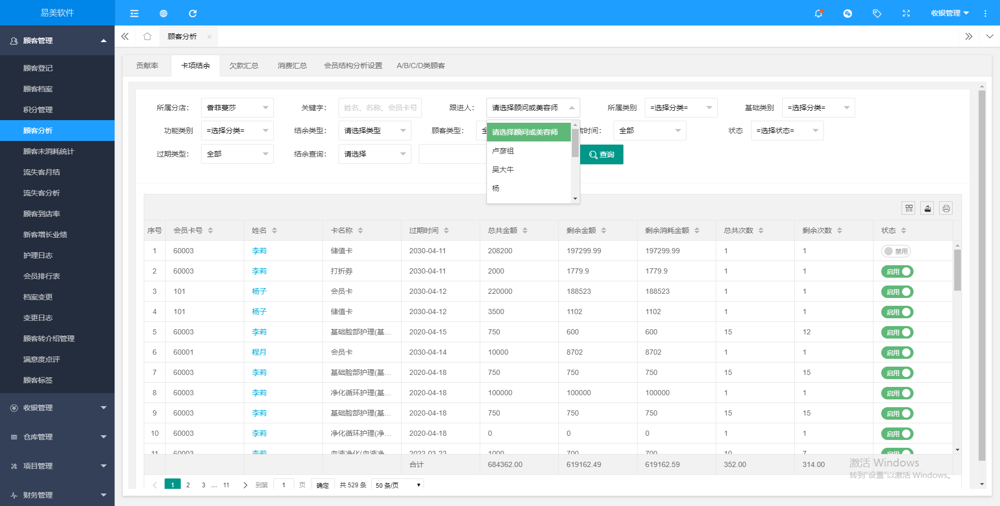 易美软件
收银管理
顾客管理
顾客登记
顾客档案
积分管理
顾客分析
顾客未消耗统计
流失客月结
流失客分析
顾客到店率
新客增长业绩
护理日志
会员排行表
档案变更
变更日志
顾客转介绍管理
满意度点评
顾客标签
收银管理
仓库管理
项目管理
财务管理
顾客分析
贡献率 卡项结余 欠款汇总 消费汇总 会员结构分析设置 A/B/C/D类顾客
所属分店： 香菲蔓莎 关键字： 姓名、名称、会员卡号 跟进人： 请选择顾问或美容师 所属类别 =选择分类= 基础类别 =选择分类=
功能类别 =选择分类= 结余类型： 请选择类型 顾客类型： 店时间： 全部 状态 =选择状态=
过期类型： 全部 结余查询： 请选择 查询
请选择顾问或美容师
卢彦祖
吴大牛
杨
序号 会员卡号 姓名 卡名称 过期时间 总共金额 剩余金额 剩余消耗金额 总共次数 剩余次数 状态
1 60003 李莉 储值卡 2030-04-11 208200 197299.99 197299.99 1 1 禁用
2 60003 李莉 打折券 2030-04-11 2000 1779.9 1779.9 1 1 启用
3 101 杨子 会员卡 2030-04-12 220000 188523 188523 1 1 启用
4 101 杨子 储值卡 2030-04-12 3500 1102 1102 1 1 启用
5 60003 李莉 基础脸部护理(基... 2020-04-15 750 600 600 15 12 启用
6 60001 程月 会员卡 2030-04-14 10000 8702 8702 1 1 启用
7 60003 李莉 基础脸部护理(基... 2020-04-18 750 750 750 15 15 启用
8 60003 李莉 净化循环护理(基... 2020-04-18 100000 100000 100000 1 1 启用
9 60003 李莉 基础脸部护理(基... 2020-04-18 750 750 750 15 15 启用
10 60003 李莉 净化循环护理(净... 2020-04-18 0 0 0 1 1 启用
11 60003 李莉 血液净化(血液净... 2022-03-22 1000 700 700 10 7 启用
合计 684362.00 619162.49 619162.59 352.00 314.00
1 2 3 ... 11 到第 1 页 确定 共 529 条 50 条/页
激活 Windows
转到“设置”以激活 Windows。